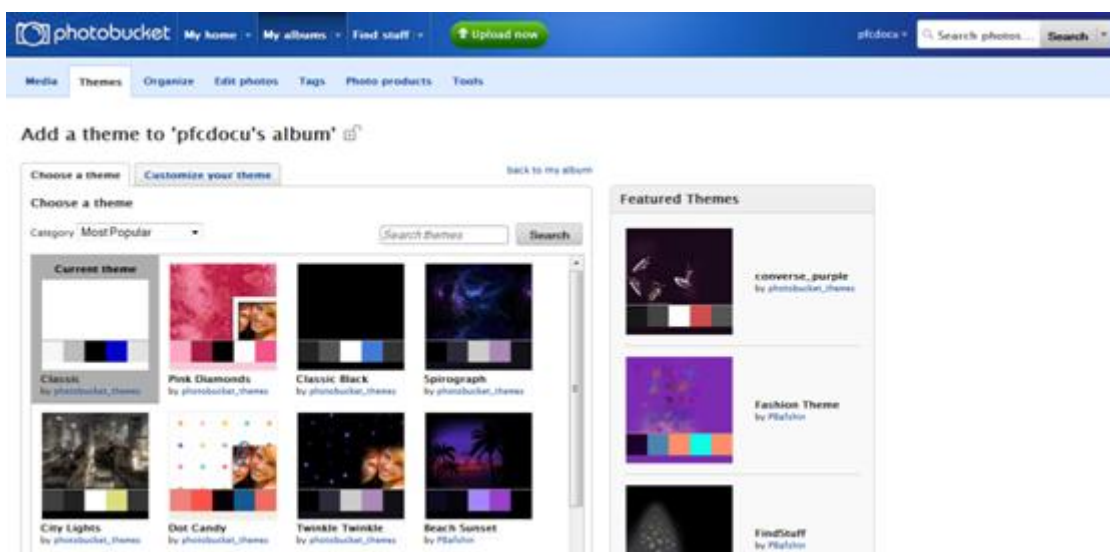 photobucket My home My albums Find stuff Upload now pfcdocu Search photos... Search
Media Themes Organize Edit photos Tags Photo products Tools
Add a theme to 'pfcdocu's album'
Choose a theme Customize your theme back to my album
Choose a theme
Category Most Popular Search themes Search
Current theme
Classic Pink Diamonds Classic Black Spirograph
by photobucket_themes by photobucket_themes by photobucket_themes by photobucket_themes
City Lights Dot Candy Twinkle Twinkle Beach Sunset
by photobucket_themes by photobucket_themes by photobucket_themes by PBafshin
Featured Themes
converse_purple
by photobucket_themes
Fashion Theme
by PBafshin
FindStuff
by PBafshin